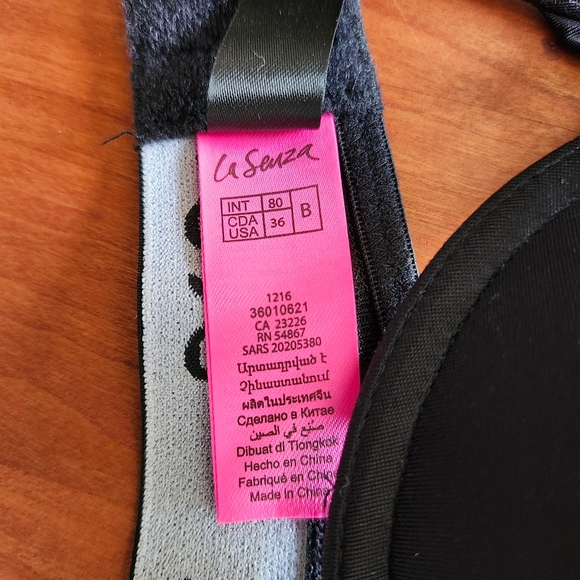 La Senza
INT 80 B
CDA USA 36
1216
36010621
CA 23226
RN 54867
SARS 20205380
Արտադրված է
Չինաստանում
ผลิตในประเทศจีน
Сделано в Китае
صُنِع في الصين
Dibuat di Tiongkok
Hecho en China
Fabriqué en Chine
Made in China